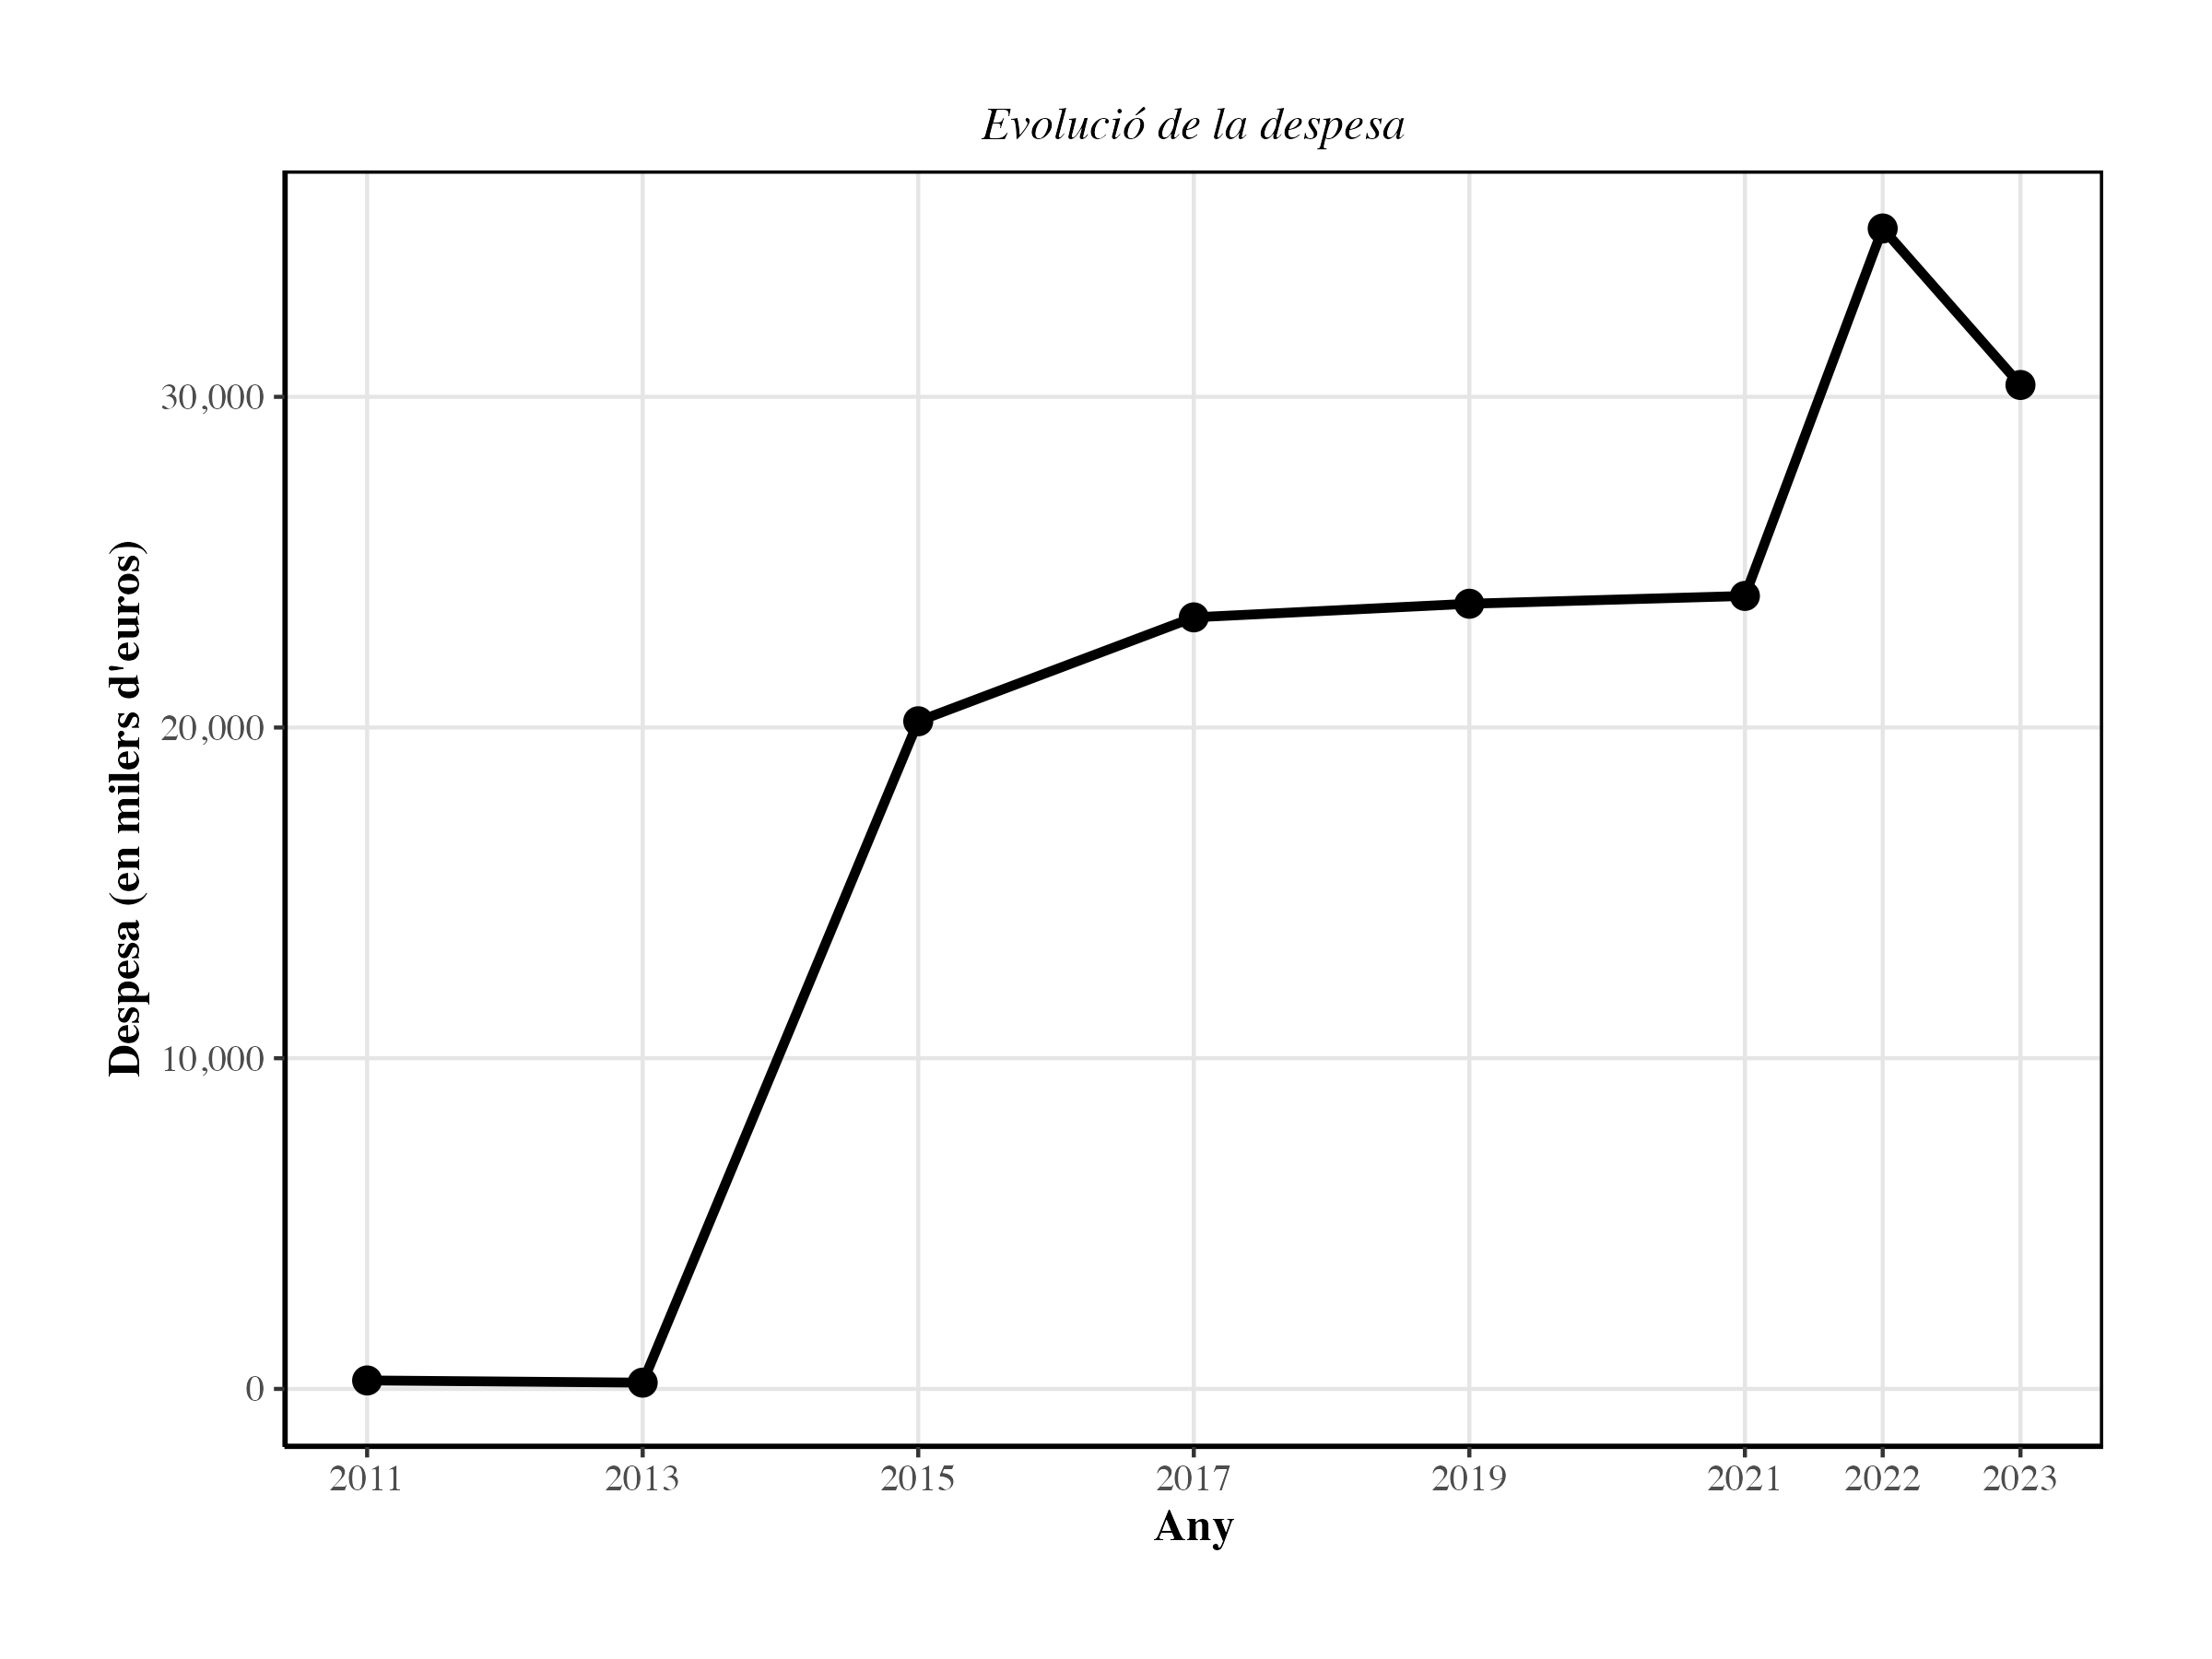 Evolució de la despesa
Despesa (en milers d'euros)
30,000
20,000
10,000
0
2011 2013 2015 2017 2019 2021 2022 2023
Any